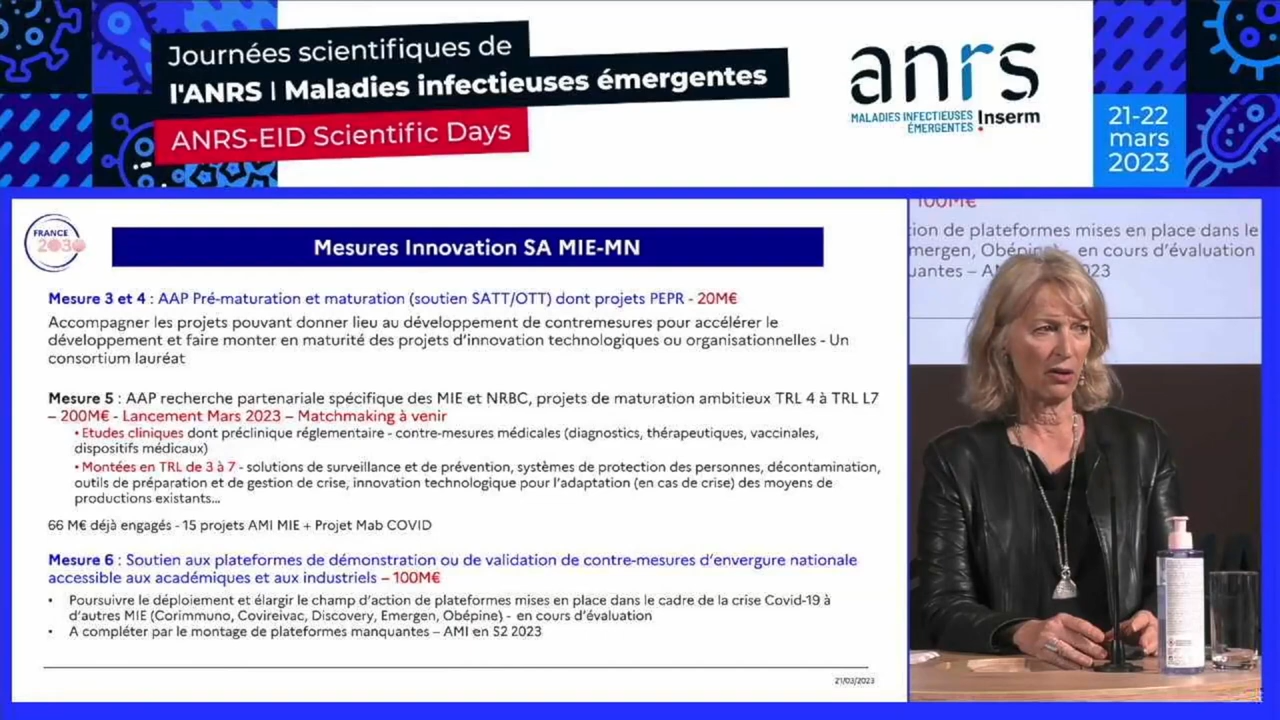 Journées scientifiques de
l'ANRS | Maladies infectieuses émergentes
ANRS-EID Scientific Days
anrs
MALADIES INFECTIEUSES
ÉMERGENTES
Inserm
21-22
mars
2023
FRANCE
2030
Mesures Innovation SA MIE-MN
Mesure 3 et 4 : AAP Pré-maturation et maturation (soutien SATT/OTT) dont projets PEPR - 20M€
Accompagner les projets pouvant donner lieu au développement de contremesures pour accélérer le
développement et faire monter en maturité des projets d'innovation technologiques ou organisationnelles - Un
consortium lauréat
Mesure 5 : AAP recherche partenariale spécifique des MIE et NRBC, projets de maturation ambitieux TRL 4 à TRL L7
– 200M€ - Lancement Mars 2023 – Matchmaking à venir
• Etudes cliniques dont préclinique réglementaire - contre-mesures médicales (diagnostics, thérapeutiques, vaccinales,
dispositifs médicaux)
• Montées en TRL de 3 à 7 - solutions de surveillance et de prévention, systèmes de protection des personnes, décontamination,
outils de préparation et de gestion de crise, innovation technologique pour l'adaptation (en cas de crise) des moyens de
productions existants...
66 M€ déjà engagés - 15 projets AMI MIE + Projet Mab COVID
Mesure 6 : Soutien aux plateformes de démonstration ou de validation de contre-mesures d'envergure nationale
accessible aux académiques et aux industriels – 100M€
• Poursuivre le déploiement et élargir le champ d'action de plateformes mises en place dans le cadre de la crise Covid-19 à
d'autres MIE (Corimmuno, Covireivac, Discovery, Emergen, Obépine) - en cours d'évaluation
• A compléter par le montage de plateformes manquantes – AMI en S2 2023
21/03/2023
100M€
ion de plateformes mises en place dans le
mergen, Obépin en cours d'évaluation
uantes – A 023